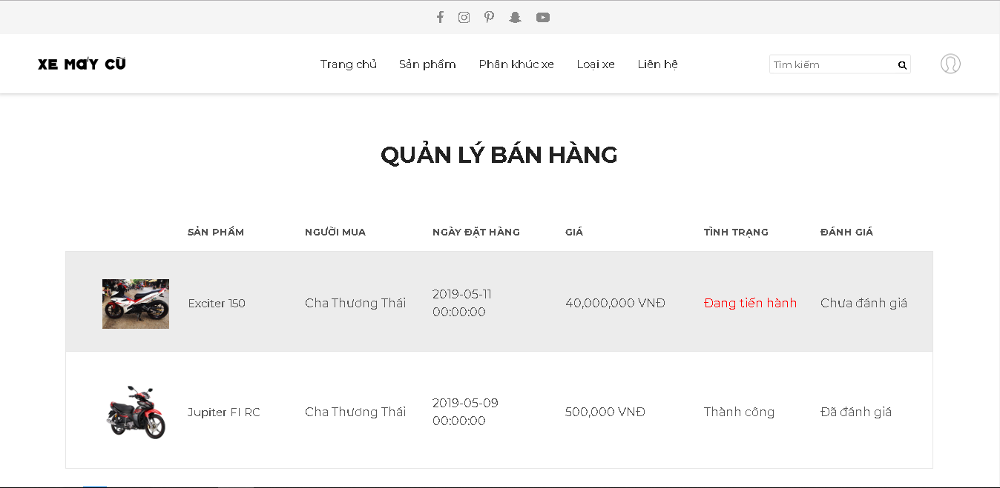 XE MÁY CŨ
Trang chủ
Sản phẩm
Phân khúc xe
Loại xe
Liên hệ
Tìm kiếm
QUẢN LÝ BÁN HÀNG
SẢN PHẨM
NGƯỜI MUA
NGÀY ĐẶT HÀNG
GIÁ
TÌNH TRẠNG
ĐÁNH GIÁ
Exciter 150
Cha Thương Thái
2019-05-11
00:00:00
40,000,000 VNĐ
Đang tiến hành
Chưa đánh giá
Jupiter FI RC
Cha Thương Thái
2019-05-09
00:00:00
500,000 VNĐ
Thành công
Đã đánh giá